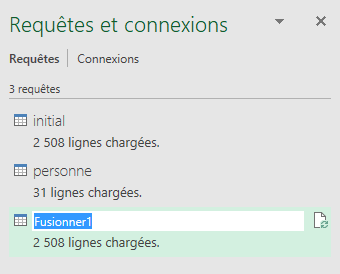 Requêtes et connexions
Requêtes | Connexions
3 requêtes
initial
2 508 lignes chargées.
personne
31 lignes chargées.
Fusionner1
2 508 lignes chargées.